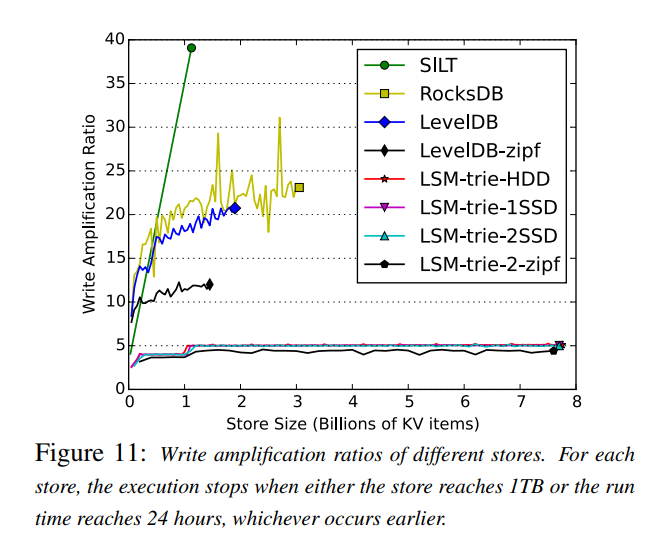 40
35
30
25
20
15
10
5
0
Write Amplification Ratio
SILT
RocksDB
LevelDB
LevelDB-zipf
LSM-trie-HDD
LSM-trie-1SSD
LSM-trie-2SSD
LSM-trie-2-zipf
0 1 2 3 4 5 6 7 8
Store Size (Billions of KV items)
Figure 11: Write amplification ratios of different stores. For each
store, the execution stops when either the store reaches 1TB or the run
time reaches 24 hours, whichever occurs earlier.